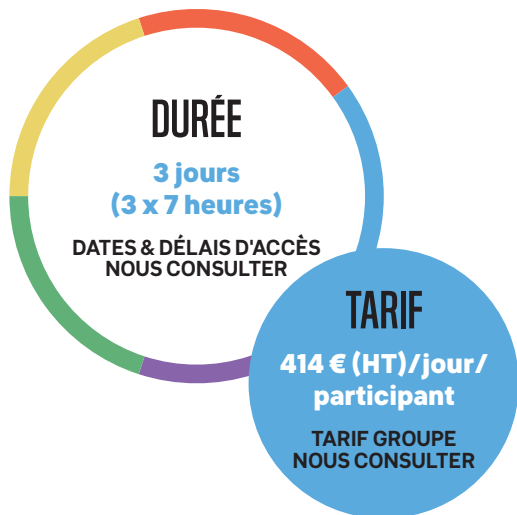 DURÉE
3 jours
(3 x 7 heures)
DATES & DÉLAIS D'ACCÈS
NOUS CONSULTER
TARIF
414 € (HT)/jour/
participant
TARIF GROUPE
NOUS CONSULTER